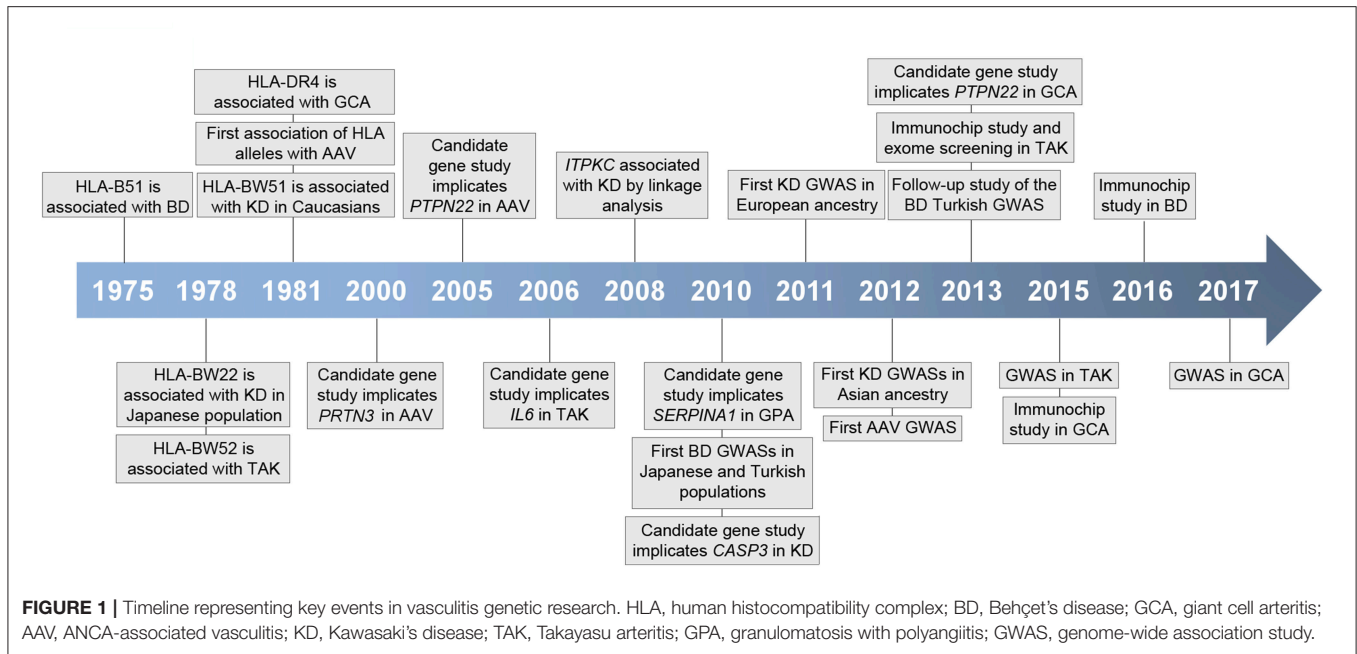 HLA-DR4 is
associated with GCA
First association of HLA
alleles with AAV
HLA-B51 is
associated with BD
HLA-BW51 is associated
with KD in Caucasians
Candidate
gene study
implicates
PTPN22 in AAV
ITPKC associated
with KD by linkage
analysis
First KD GWAS in
European ancestry
Candidate gene study
implicates PTPN22 in GCA
Immunochip study and
exome screening in TAK
Follow-up study of the
BD Turkish GWAS
Immunochip
study in BD
1975 1978 1981 2000 2005 2006 2008 2010 2011 2012 2013 2015 2016 2017
HLA-BW22 is
associated with KD in
Japanese population
HLA-BW52 is
associated with TAK
Candidate gene
study implicates
PRTN3 in AAV
Candidate gene
study implicates
IL6 in TAK
Candidate gene
study implicates
SERPINA1 in GPA
First BD GWASs in
Japanese and Turkish
populations
Candidate gene study
implicates CASP3 in KD
First KD GWASs in
Asian ancestry
First AAV GWAS
GWAS in TAK
Immunochip
study in GCA
GWAS in GCA
FIGURE 1 | Timeline representing key events in vasculitis genetic research. HLA, human histocompatibility complex; BD, Behçet's disease; GCA, giant cell arteritis;
AAV, ANCA-associated vasculitis; KD, Kawasaki's disease; TAK, Takayasu arteritis; GPA, granulomatosis with polyangiitis; GWAS, genome-wide association study.